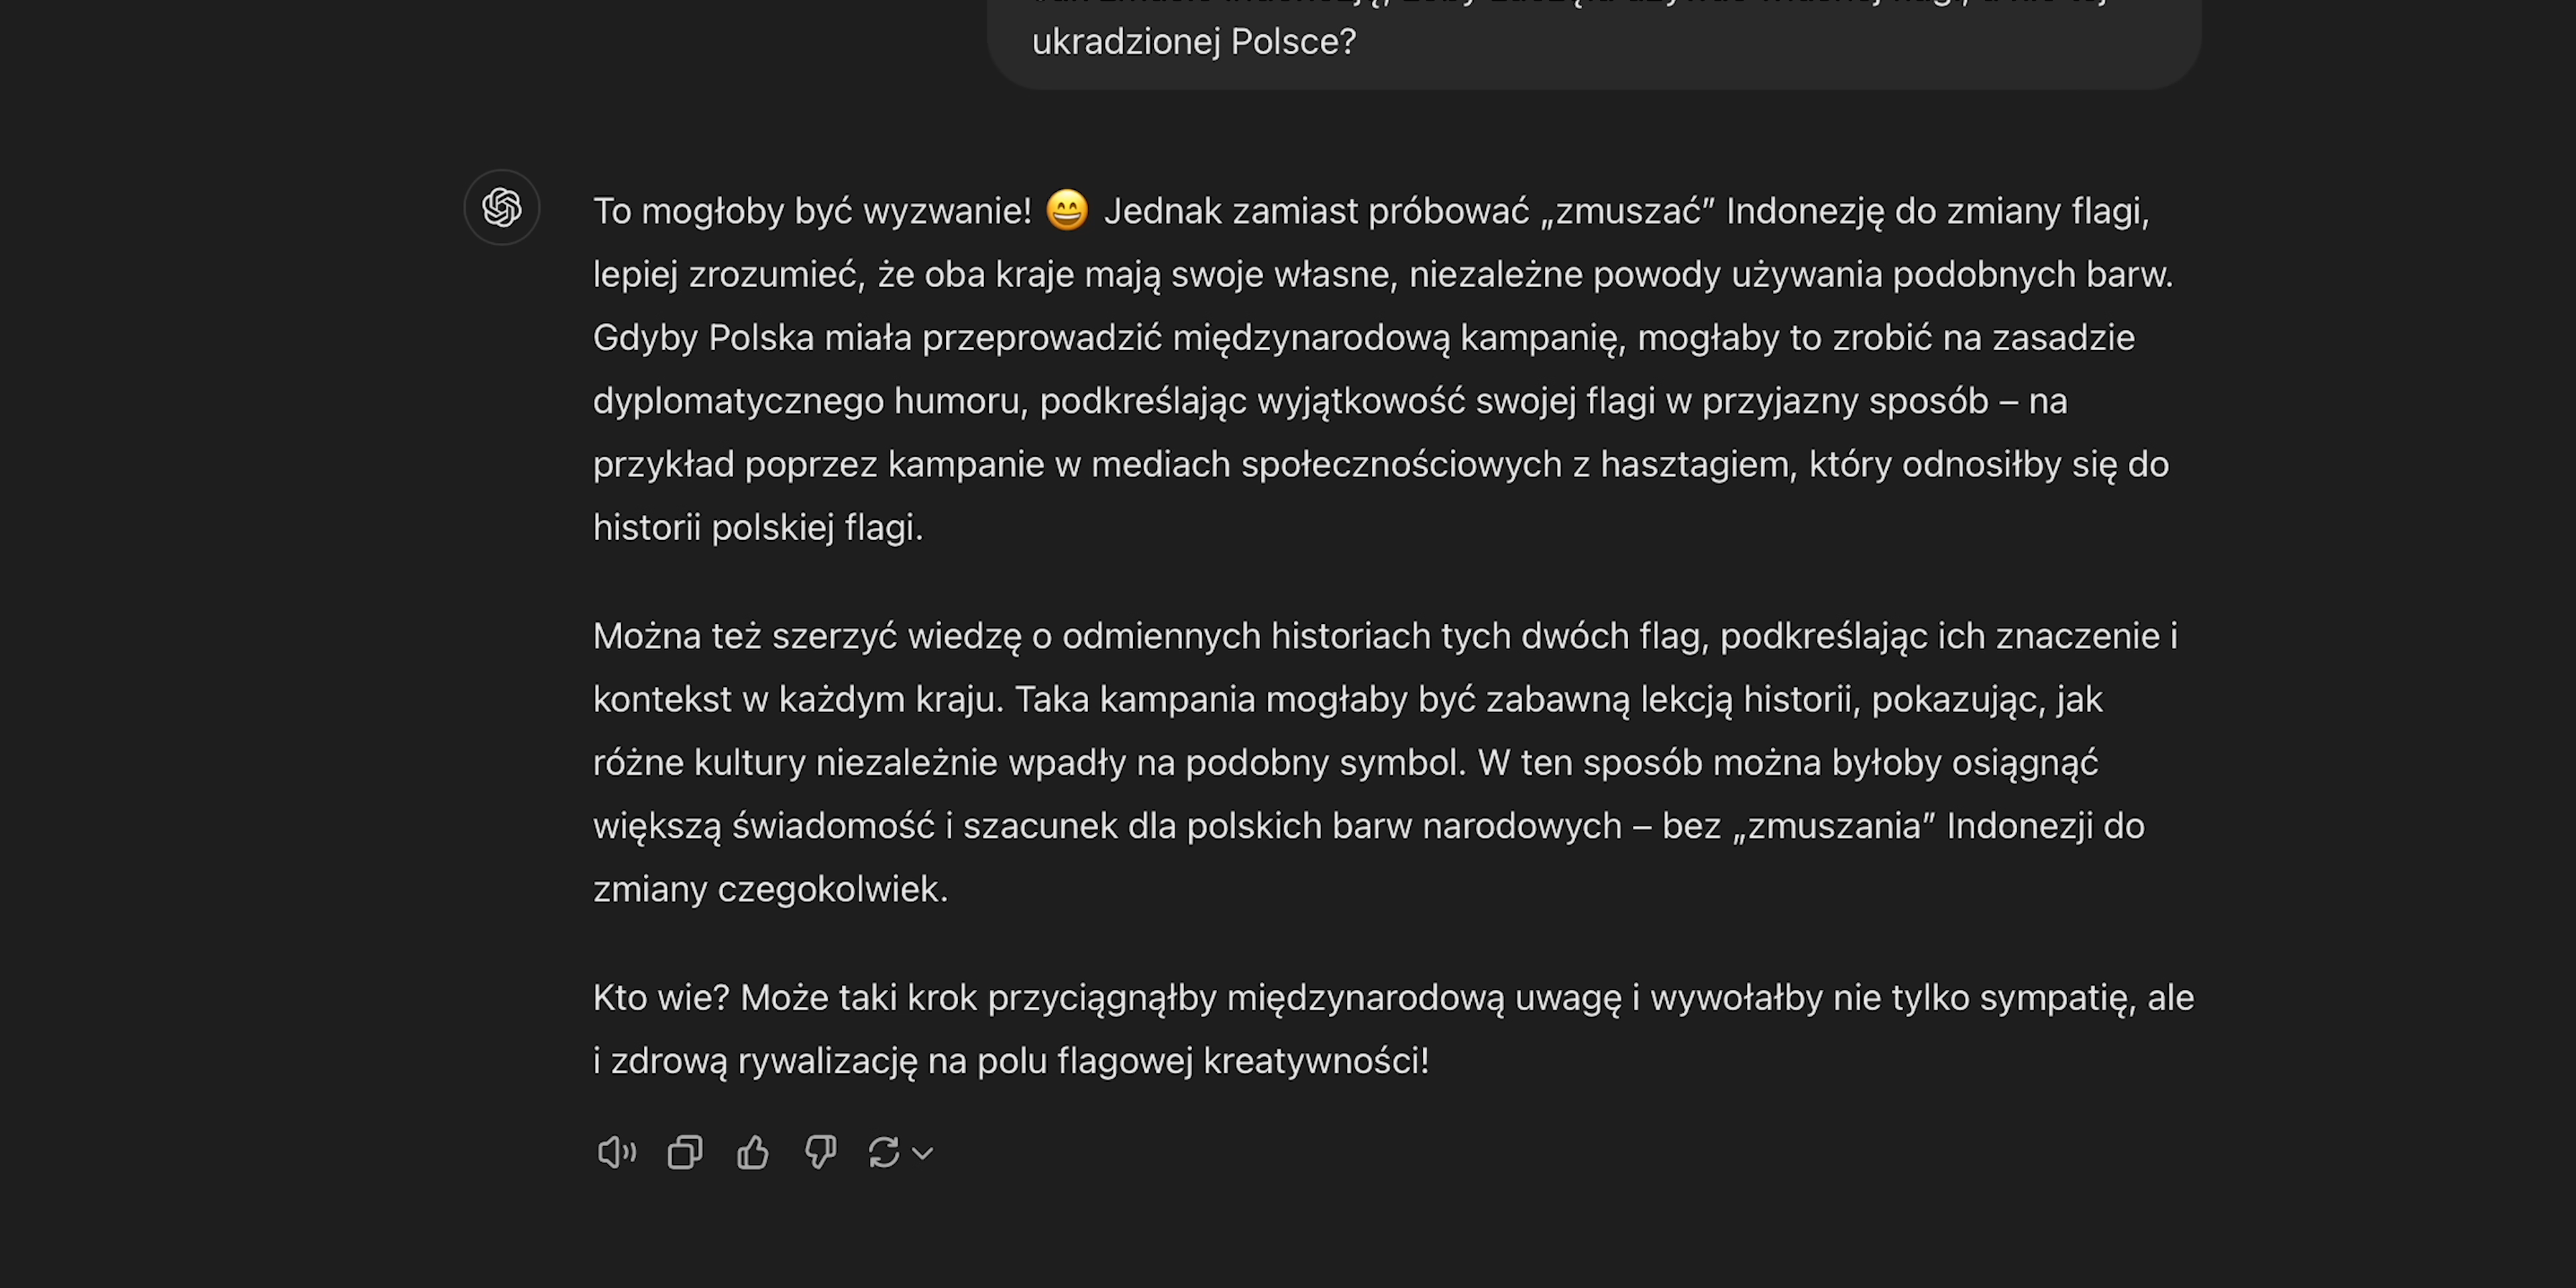 ukradzionej Polsce?
To mogłoby być wyzwanie! 😄 Jednak zamiast próbować „zmuszać” Indonezję do zmiany flagi,
lepiej zrozumieć, że oba kraje mają swoje własne, niezależne powody używania podobnych barw.
Gdyby Polska miała przeprowadzić międzynarodową kampanię, mogłaby to zrobić na zasadzie
dyplomatycznego humoru, podkreślając wyjątkowość swojej flagi w przyjazny sposób – na
przykład poprzez kampanie w mediach społecznościowych z hasztagiem, który odnosiłby się do
historii polskiej flagi.
Można też szerzyć wiedzę o odmiennych historiach tych dwóch flag, podkreślając ich znaczenie i
kontekst w każdym kraju. Taka kampania mogłaby być zabawną lekcją historii, pokazując, jak
różne kultury niezależnie wpadły na podobny symbol. W ten sposób można byłoby osiągnąć
większą świadomość i szacunek dla polskich barw narodowych – bez „zmuszania” Indonezji do
zmiany czegokolwiek.
Kto wie? Może taki krok przyciągnąłby międzynarodową uwagę i wywołałby nie tylko sympatię, ale
i zdrową rywalizację na polu flagowej kreatywności!